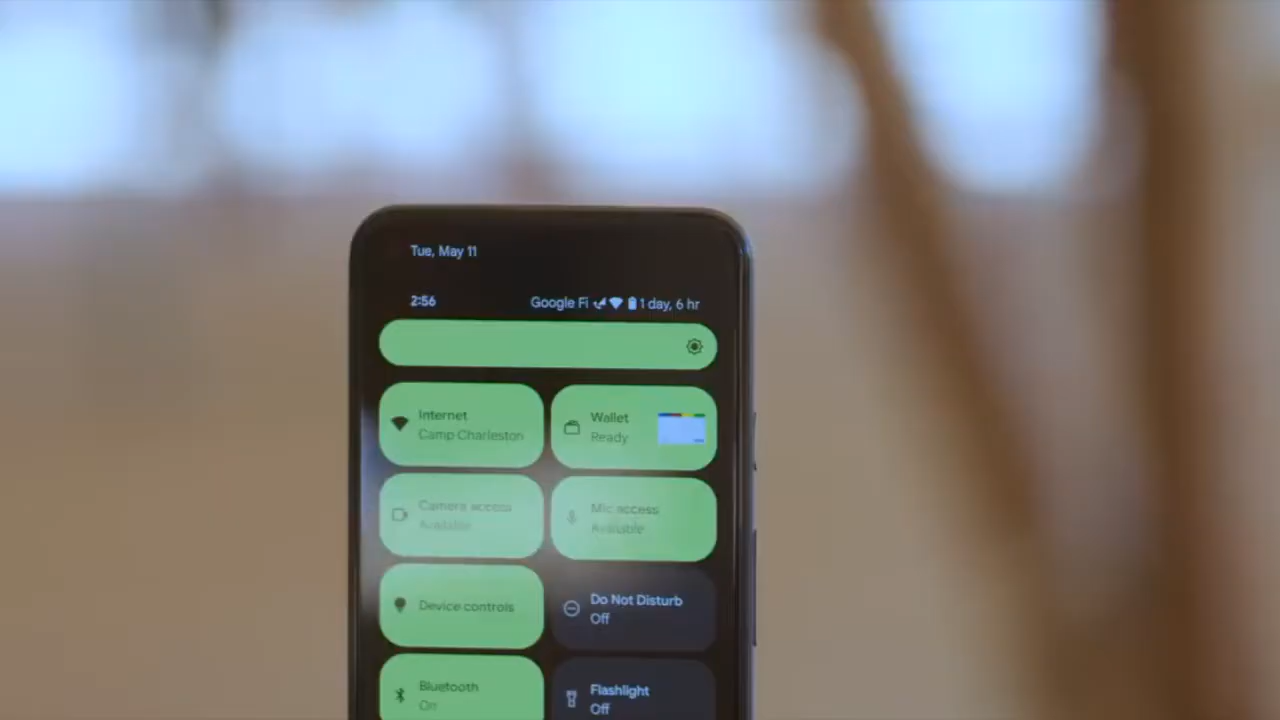 Tue, May 11
2:56
Google Fi 1 day, 6 hr
Internet
Camp Charleston
Wallet
Ready
Camera access
Available
Mic access
Available
Device controls
Do Not Disturb
Off
Bluetooth
On
Flashlight
Off